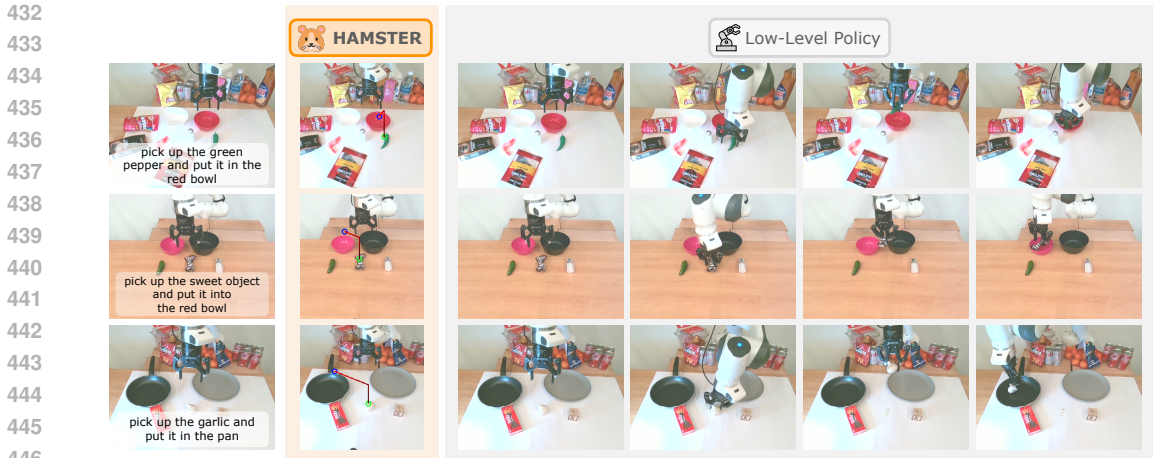 432
433
434
435
436
437
438
439
440
441
442
443
444
445
446
HAMSTER
Low-Level Policy
pick up the green
pepper and put it in the
red bowl
pick up the sweet object
and put it into
the red bowl
pick up the garlic and
put it in the pan